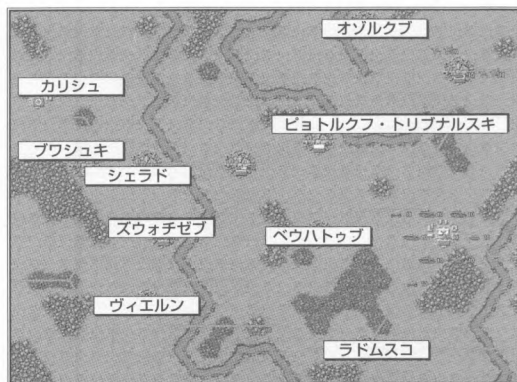 オゾルクブ
カリシュ
ピョトルクフ・トリブナルスキ
ブワシュキ
シェラド
ズウォチゼブ
ベウハトゥブ
ヴィエルン
ラドムスコ